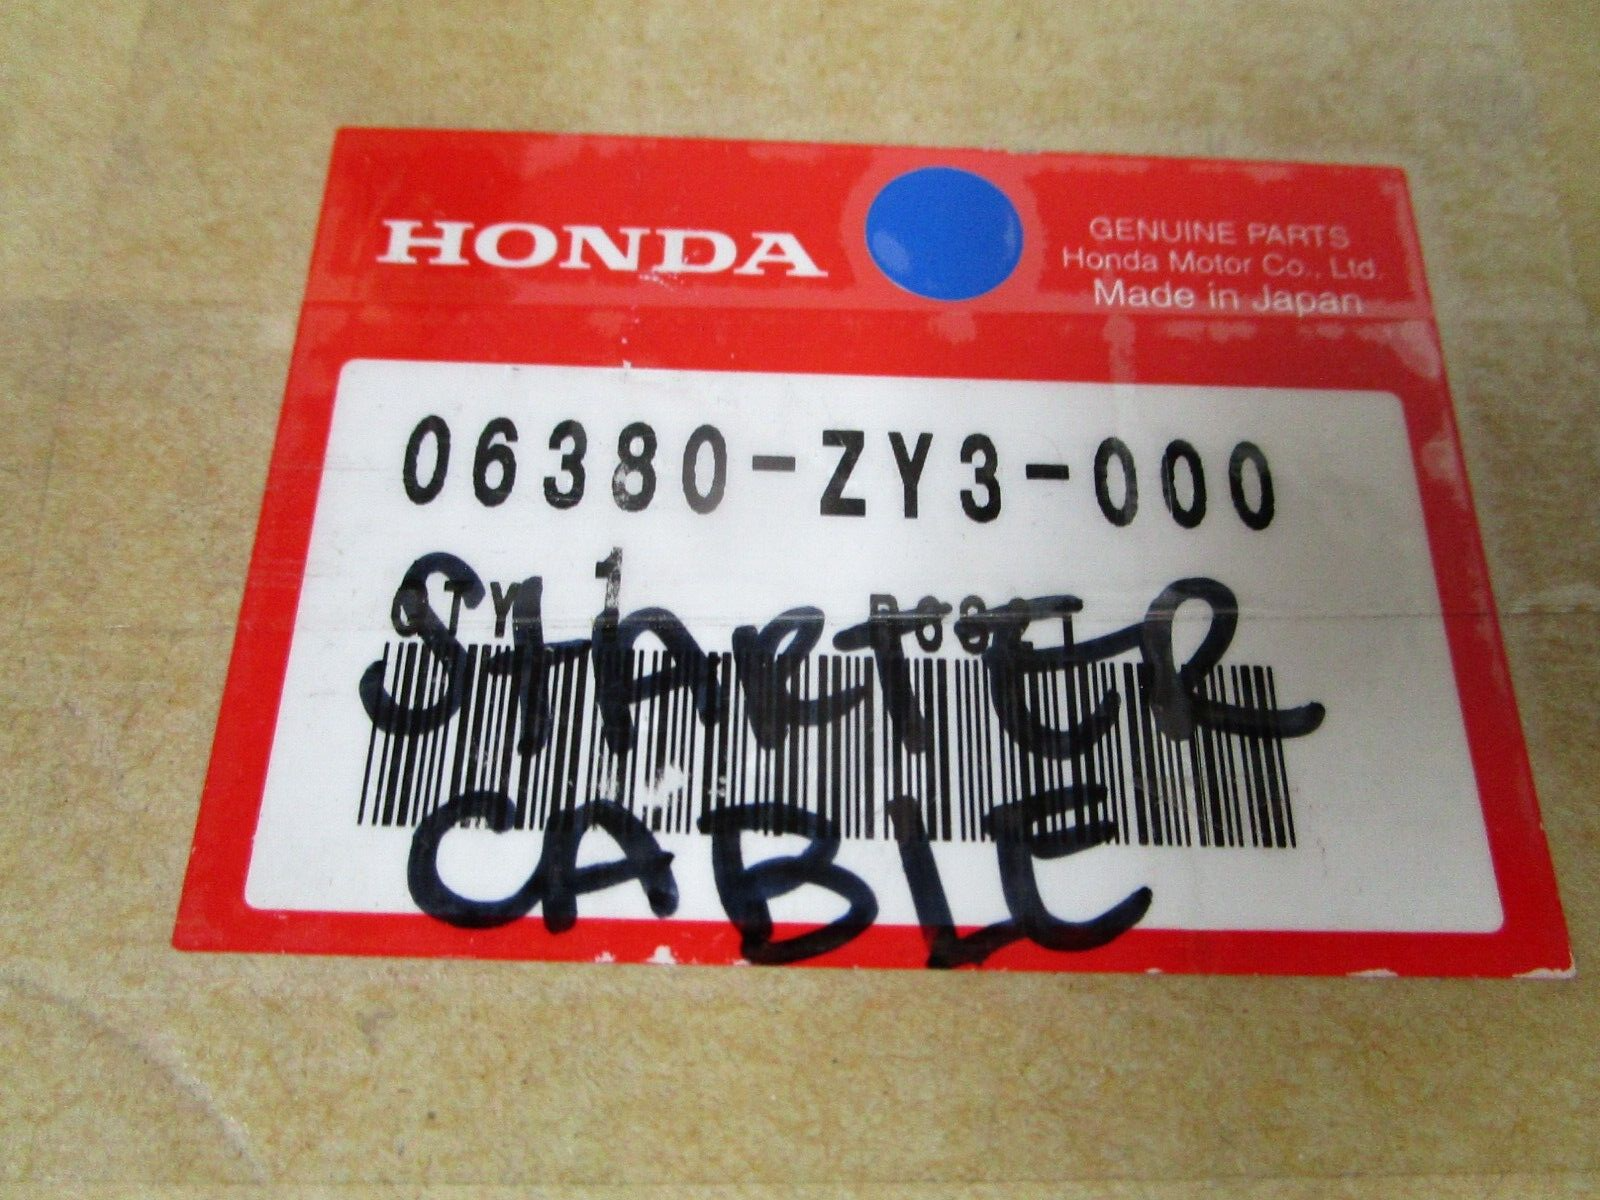 HONDA
GENUINE PARTS
Honda Motor Co., Ltd.
Made in Japan
06380-ZY3-000
QTY 1
STARTER
CABLE